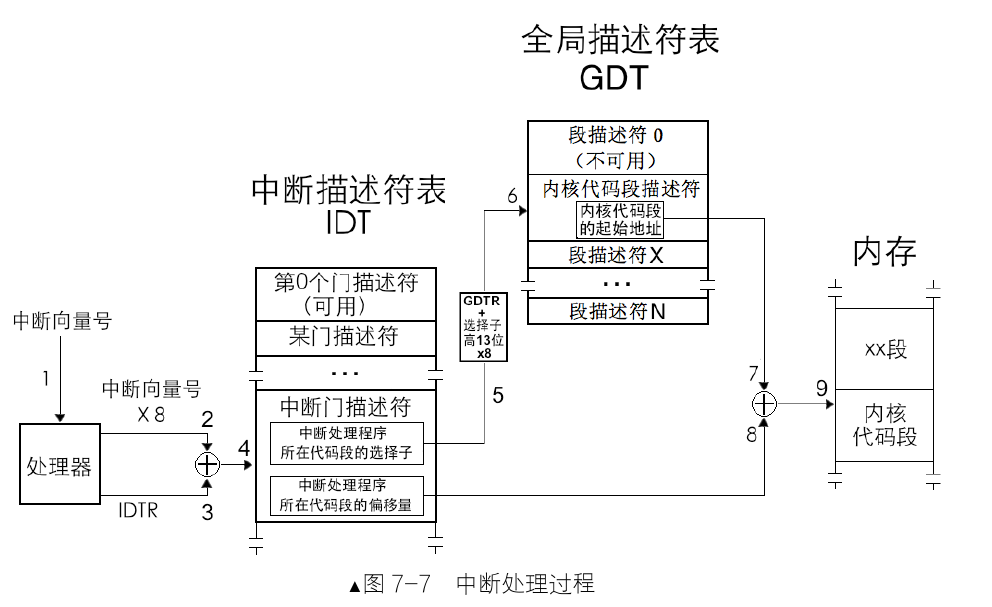 全局描述符表
GDT
段描述符 0
（不可用）
内核代码段描述符
内核代码段
的起始地址
段描述符X
...
段描述符N
中断描述符表
IDT
第0个门描述符
（可用）
某门描述符
...
中断门描述符
中断处理程序
所在代码段的选择子
中断处理程序
所在代码段的偏移量
中断向量号
1
处理器
中断向量号
X 8
2
IDTR
3
4
GDTR
+
选择子
高13位
x8
5
6
7
8
9
内存
xx段
内核
代码段
▲图 7-7 中断处理过程